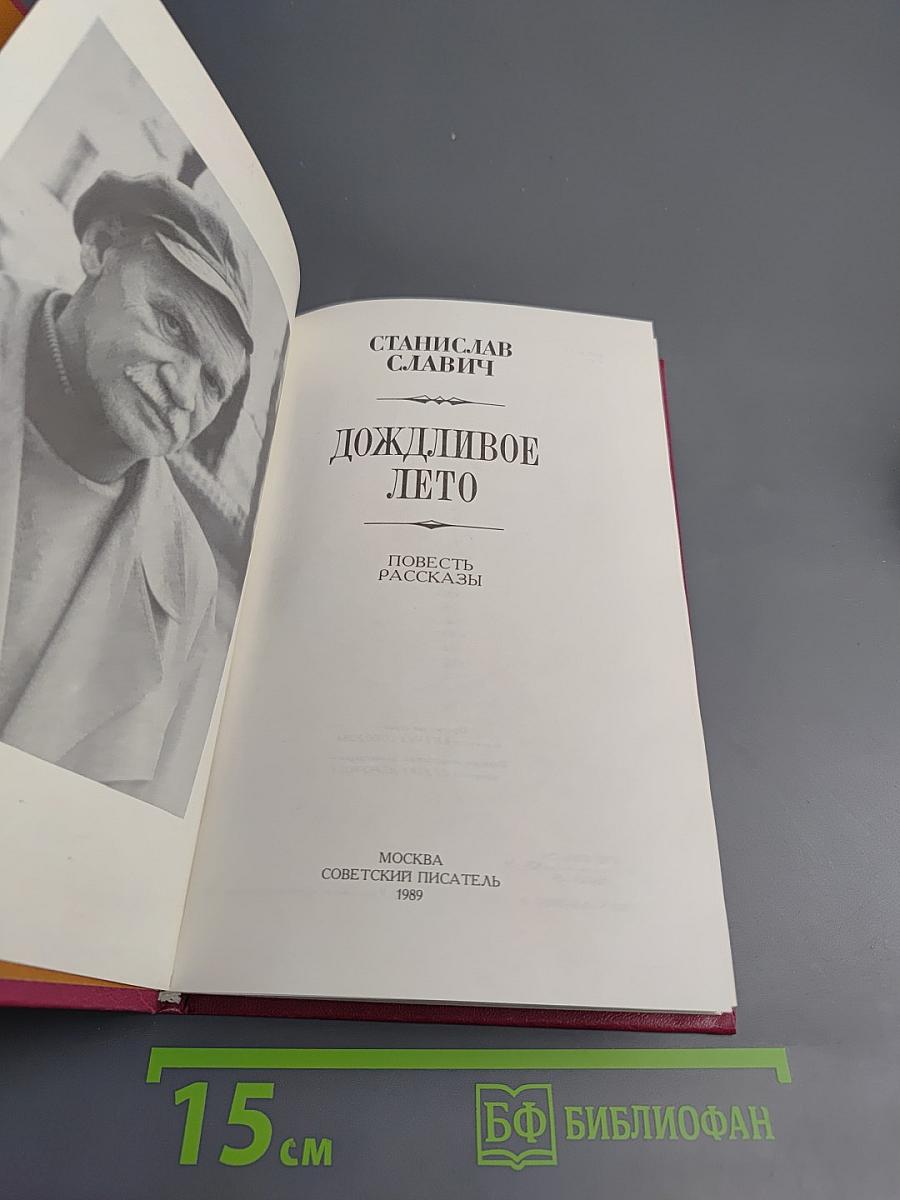 СТАНИСЛАВ
СЛАВИЧ
ДОЖДЛИВОЕ
ЛЕТО
ПОВЕСТЬ
РАССКАЗЫ
МОСКВА
СОВЕТСКИЙ ПИСАТЕЛЬ
1989
15 см
БФ БИБЛИОФАН